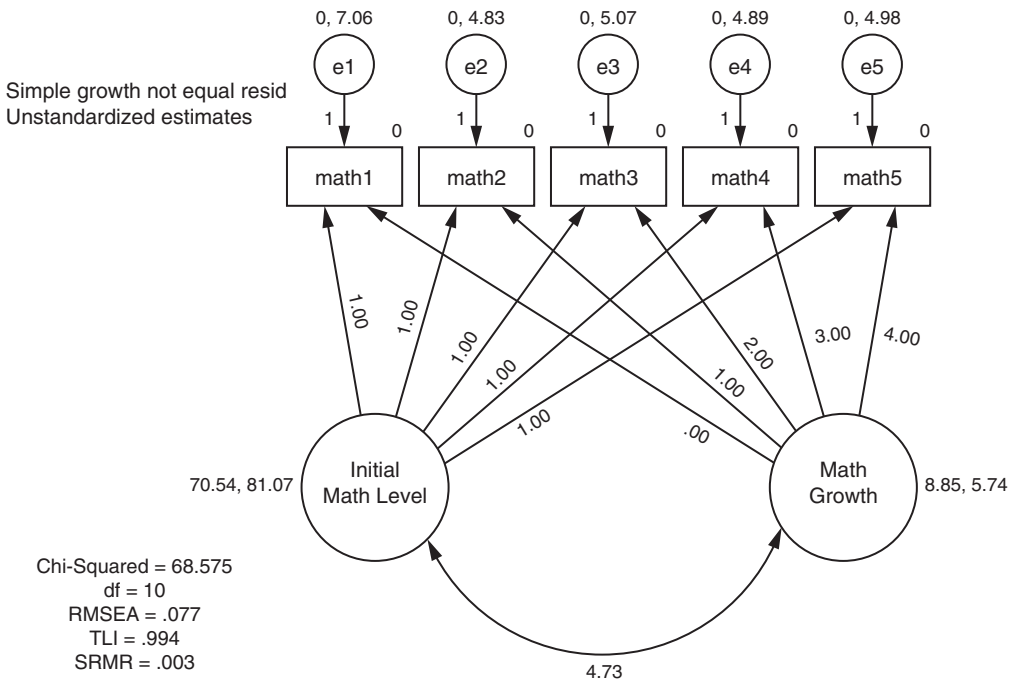 0, 7.06
0, 4.83
0, 5.07
0, 4.89
0, 4.98
e1
e2
e3
e4
e5
Simple growth not equal resid
Unstandardized estimates
1
0
1
0
1
0
1
0
1
0
math1
math2
math3
math4
math5
1.00
1.00
1.00
1.00
1.00
.00
1.00
2.00
3.00
4.00
70.54, 81.07
Initial
Math Level
Math
Growth
8.85, 5.74
4.73
Chi-Squared = 68.575
df = 10
RMSEA = .077
TLI = .994
SRMR = .003